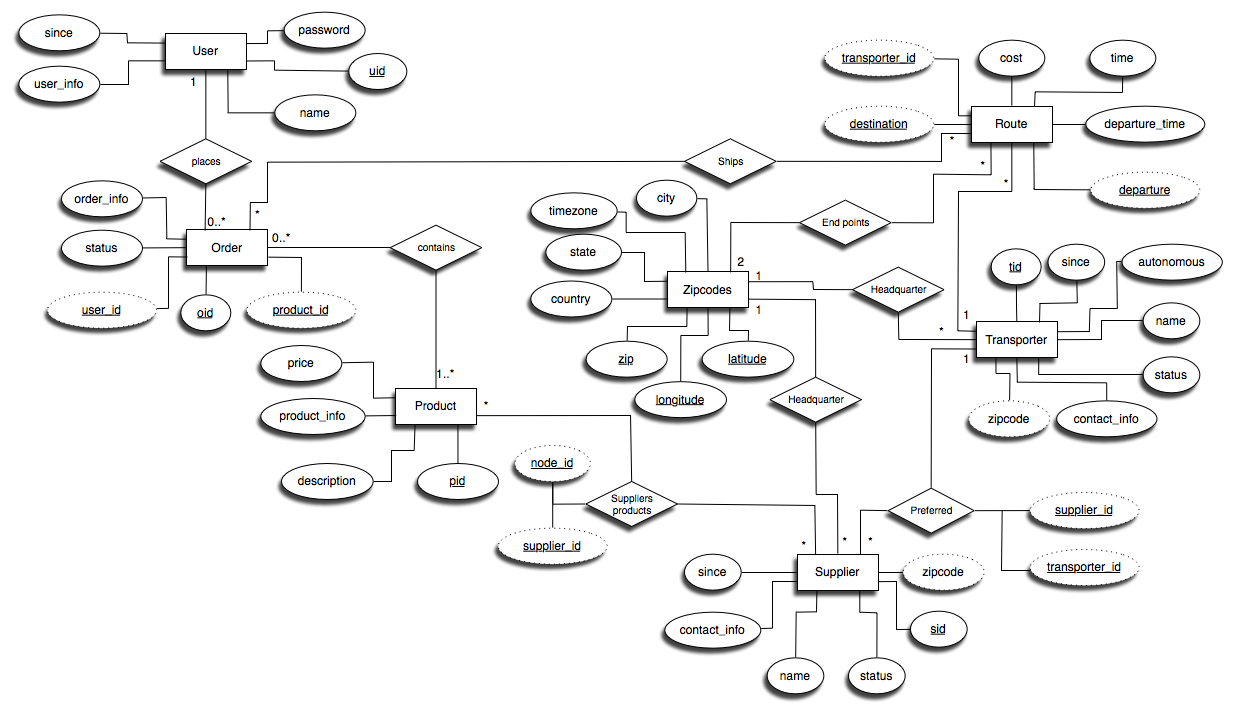 since
User
password
user_info
1
uid
name
places
order_info
0..*
*
status
Order
0..*
contains
user_id
oid
product_id
transporter_id
cost
time
destination
Route
departure_time
*
Ships
*
*
departure
city
timezone
End points
state
2
Zipcodes
1
country
1
Headquarter
zip
latitude
longitude
tid
since
autonomous
name
*
1
Transporter
1
status
zipcode
contact_info
Headquarter
price
1..*
product_info
Product
*
description
pid
node_id
Suppliers
products
supplier_id
Preferred
supplier_id
transporter_id
*
*
*
since
Supplier
zipcode
contact_info
sid
name
status